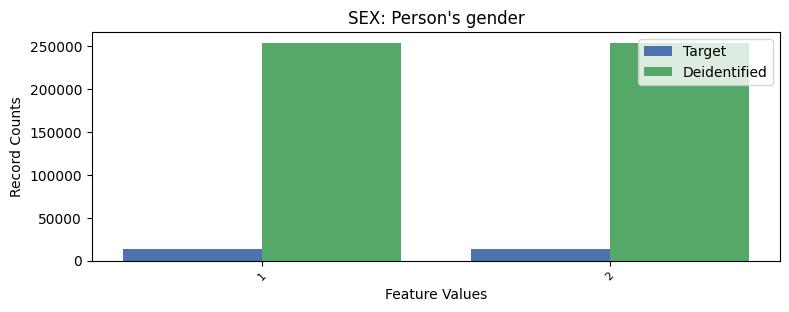 SEX: Person's gender
Target
Deidentified
Record Counts
250000
200000
150000
100000
50000
0
1
2
Feature Values